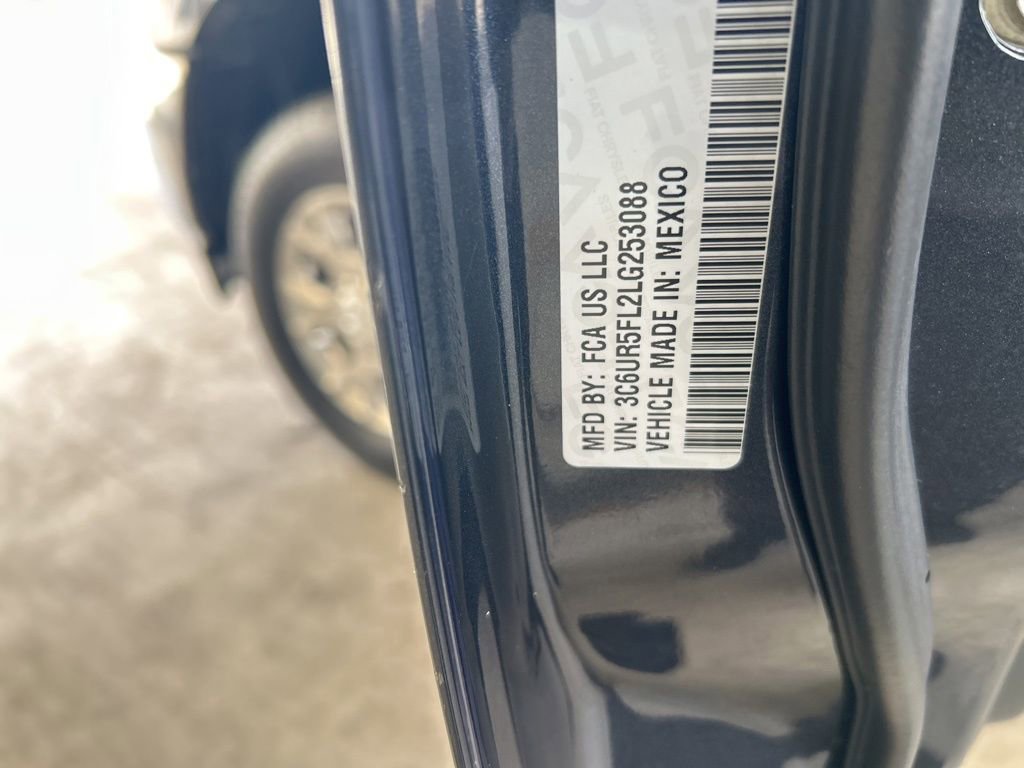 MFD BY: FCA US LLC
VIN: 3C6UR5FL2LG253088
VEHICLE MADE IN: MEXICO